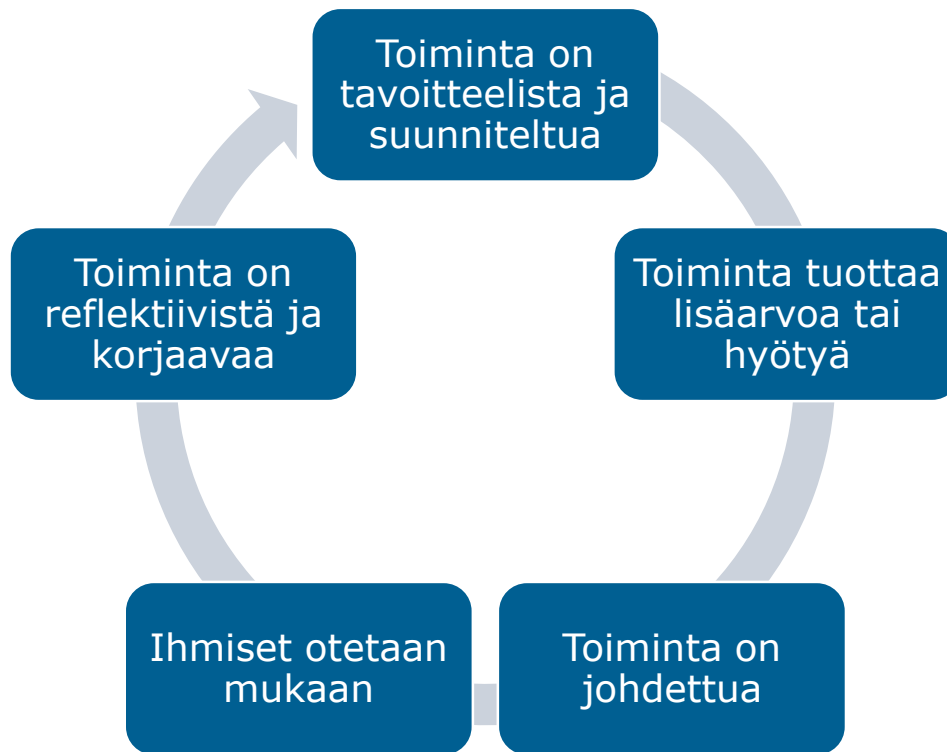 Toiminta on
tavoitteelista ja
suunniteltua
Toiminta tuottaa
lisäarvoa tai
hyötyä
Toiminta on
johdettua
Ihmiset otetaan
mukaan
Toiminta on
reflektiivistä ja
korjaavaa